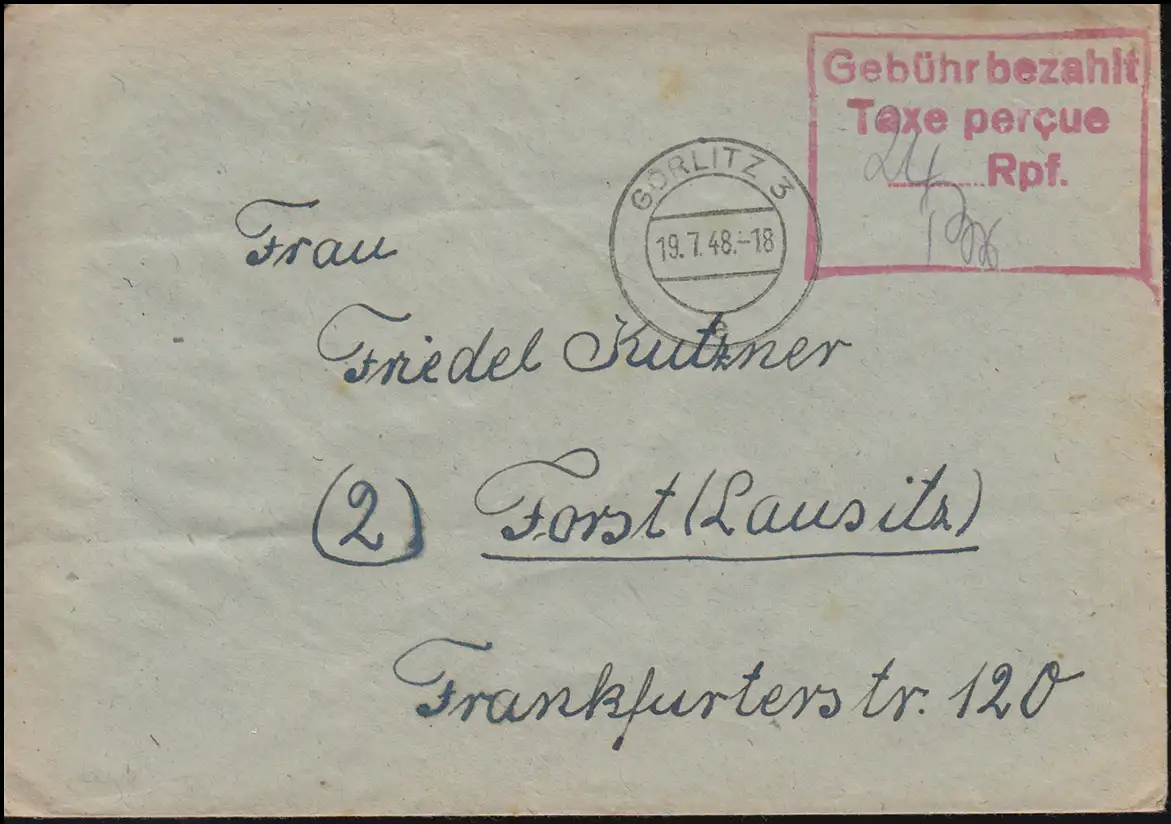 Gebühr bezahlt
Taxe perçue
24 Rpf.
GÖRLITZ 3
19.7.48.-18
e
Frau
Friedel Kutzner
(2) Forst (Lausitz)
Frankfurterstr. 120